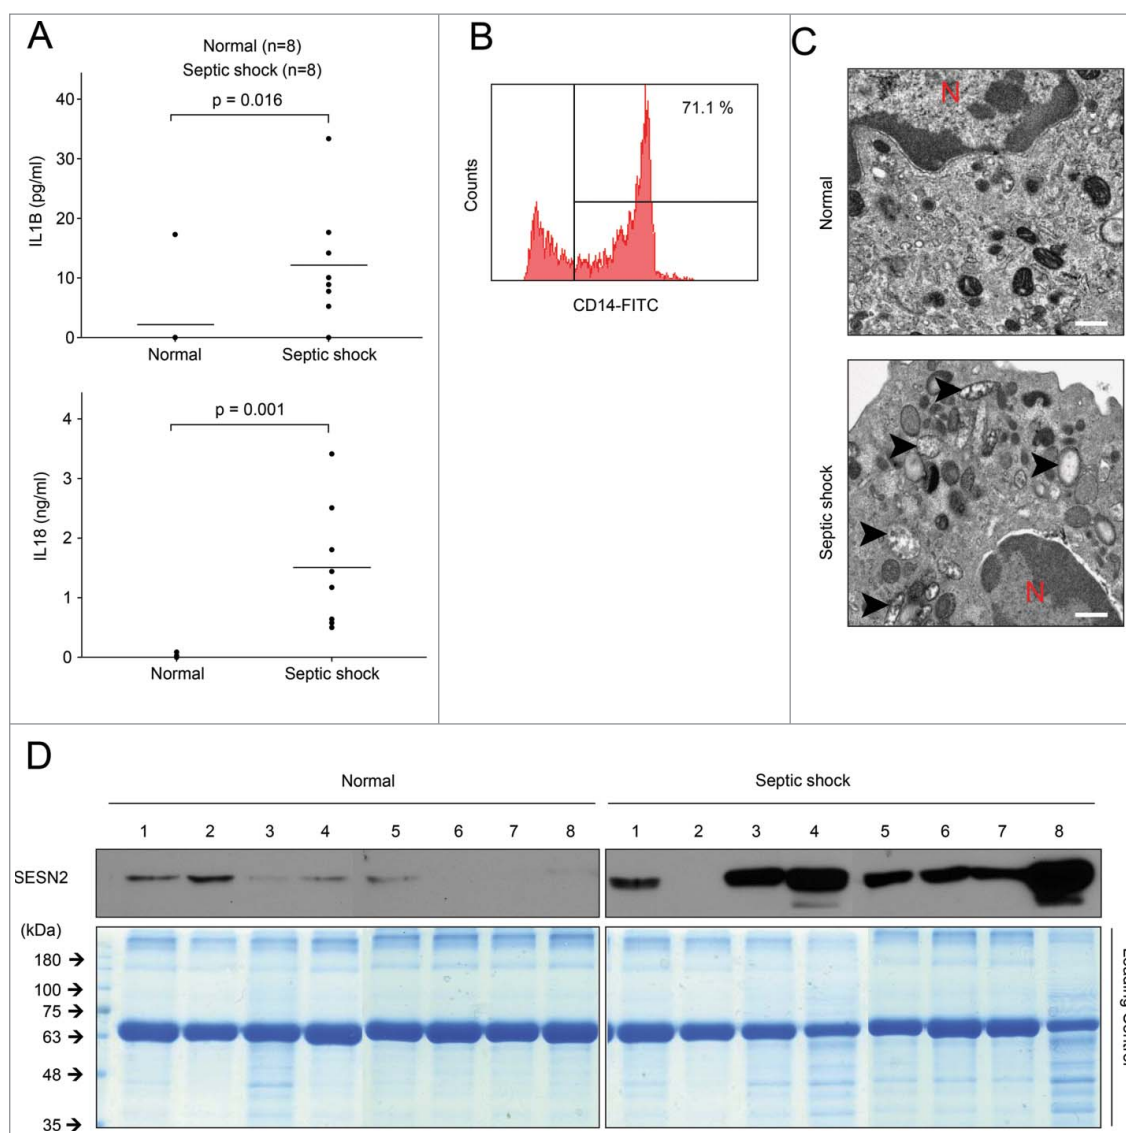 A
Normal (n=8)
Septic shock (n=8)
p = 0.016
IL1B (pg/ml)
40
30
20
10
0
Normal Septic shock
p = 0.001
IL18 (ng/ml)
4
3
2
1
0
Normal Septic shock
B
71.1 %
Counts
CD14-FITC
C
Normal
N
Septic shock
N
D
Normal Septic shock
1 2 3 4 5 6 7 8 1 2 3 4 5 6 7 8
SESN2
(kDa)
180
100
75
63
48
35
Loading Control